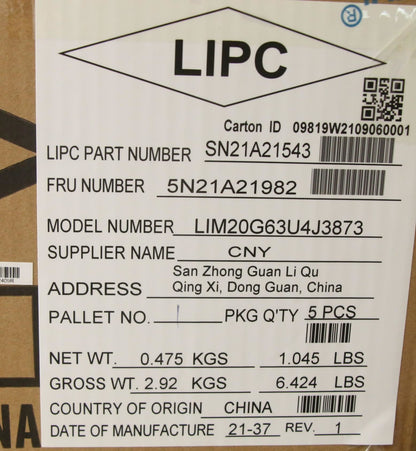 ®
LIPC
Carton ID 09819W2109060001
LIPC PART NUMBER SN21A21543
FRU NUMBER 5N21A21982
MODEL NUMBER LIM20G63U4J3873
SUPPLIER NAME CNY
San Zhong Guan Li Qu
ADDRESS Qing Xi, Dong Guan, China
PALLET NO. PKG Q'TY 5 PCS
NET WT. 0.475 KGS 1.045 LBS
GROSS WT. 2.92 KGS 6.424 LBS
COUNTRY OF ORIGIN CHINA
DATE OF MANUFACTURE 21-37 REV. 1
NA